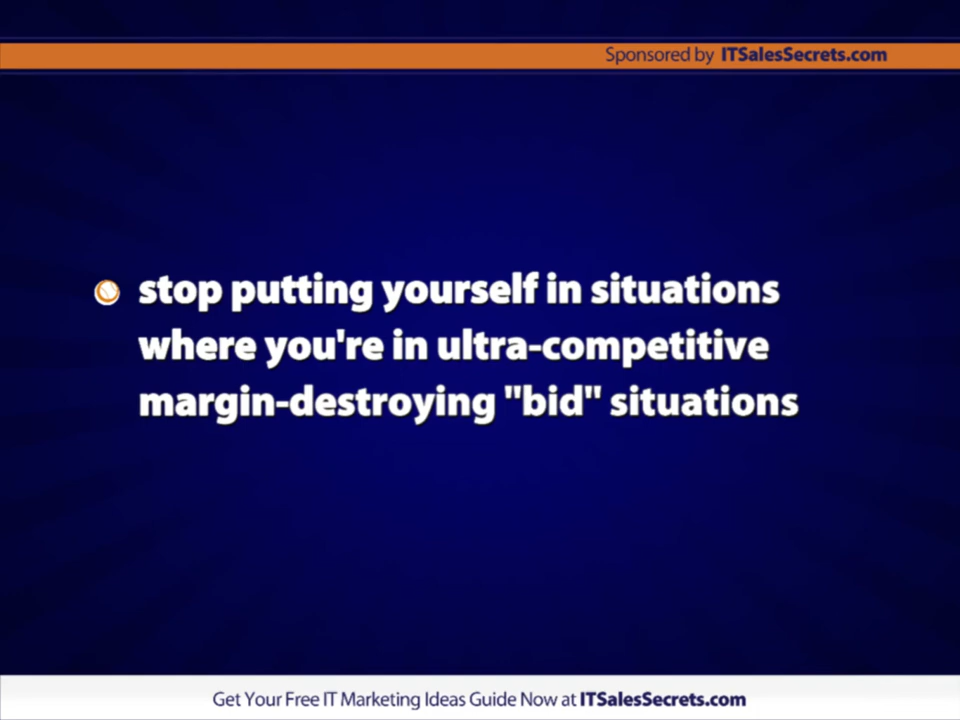 Sponsored by ITSalesSecrets.com
stop putting yourself in situations
where you're in ultra-competitive
margin-destroying "bid" situations
Get Your Free IT Marketing Ideas Guide Now at ITSalesSecrets.com